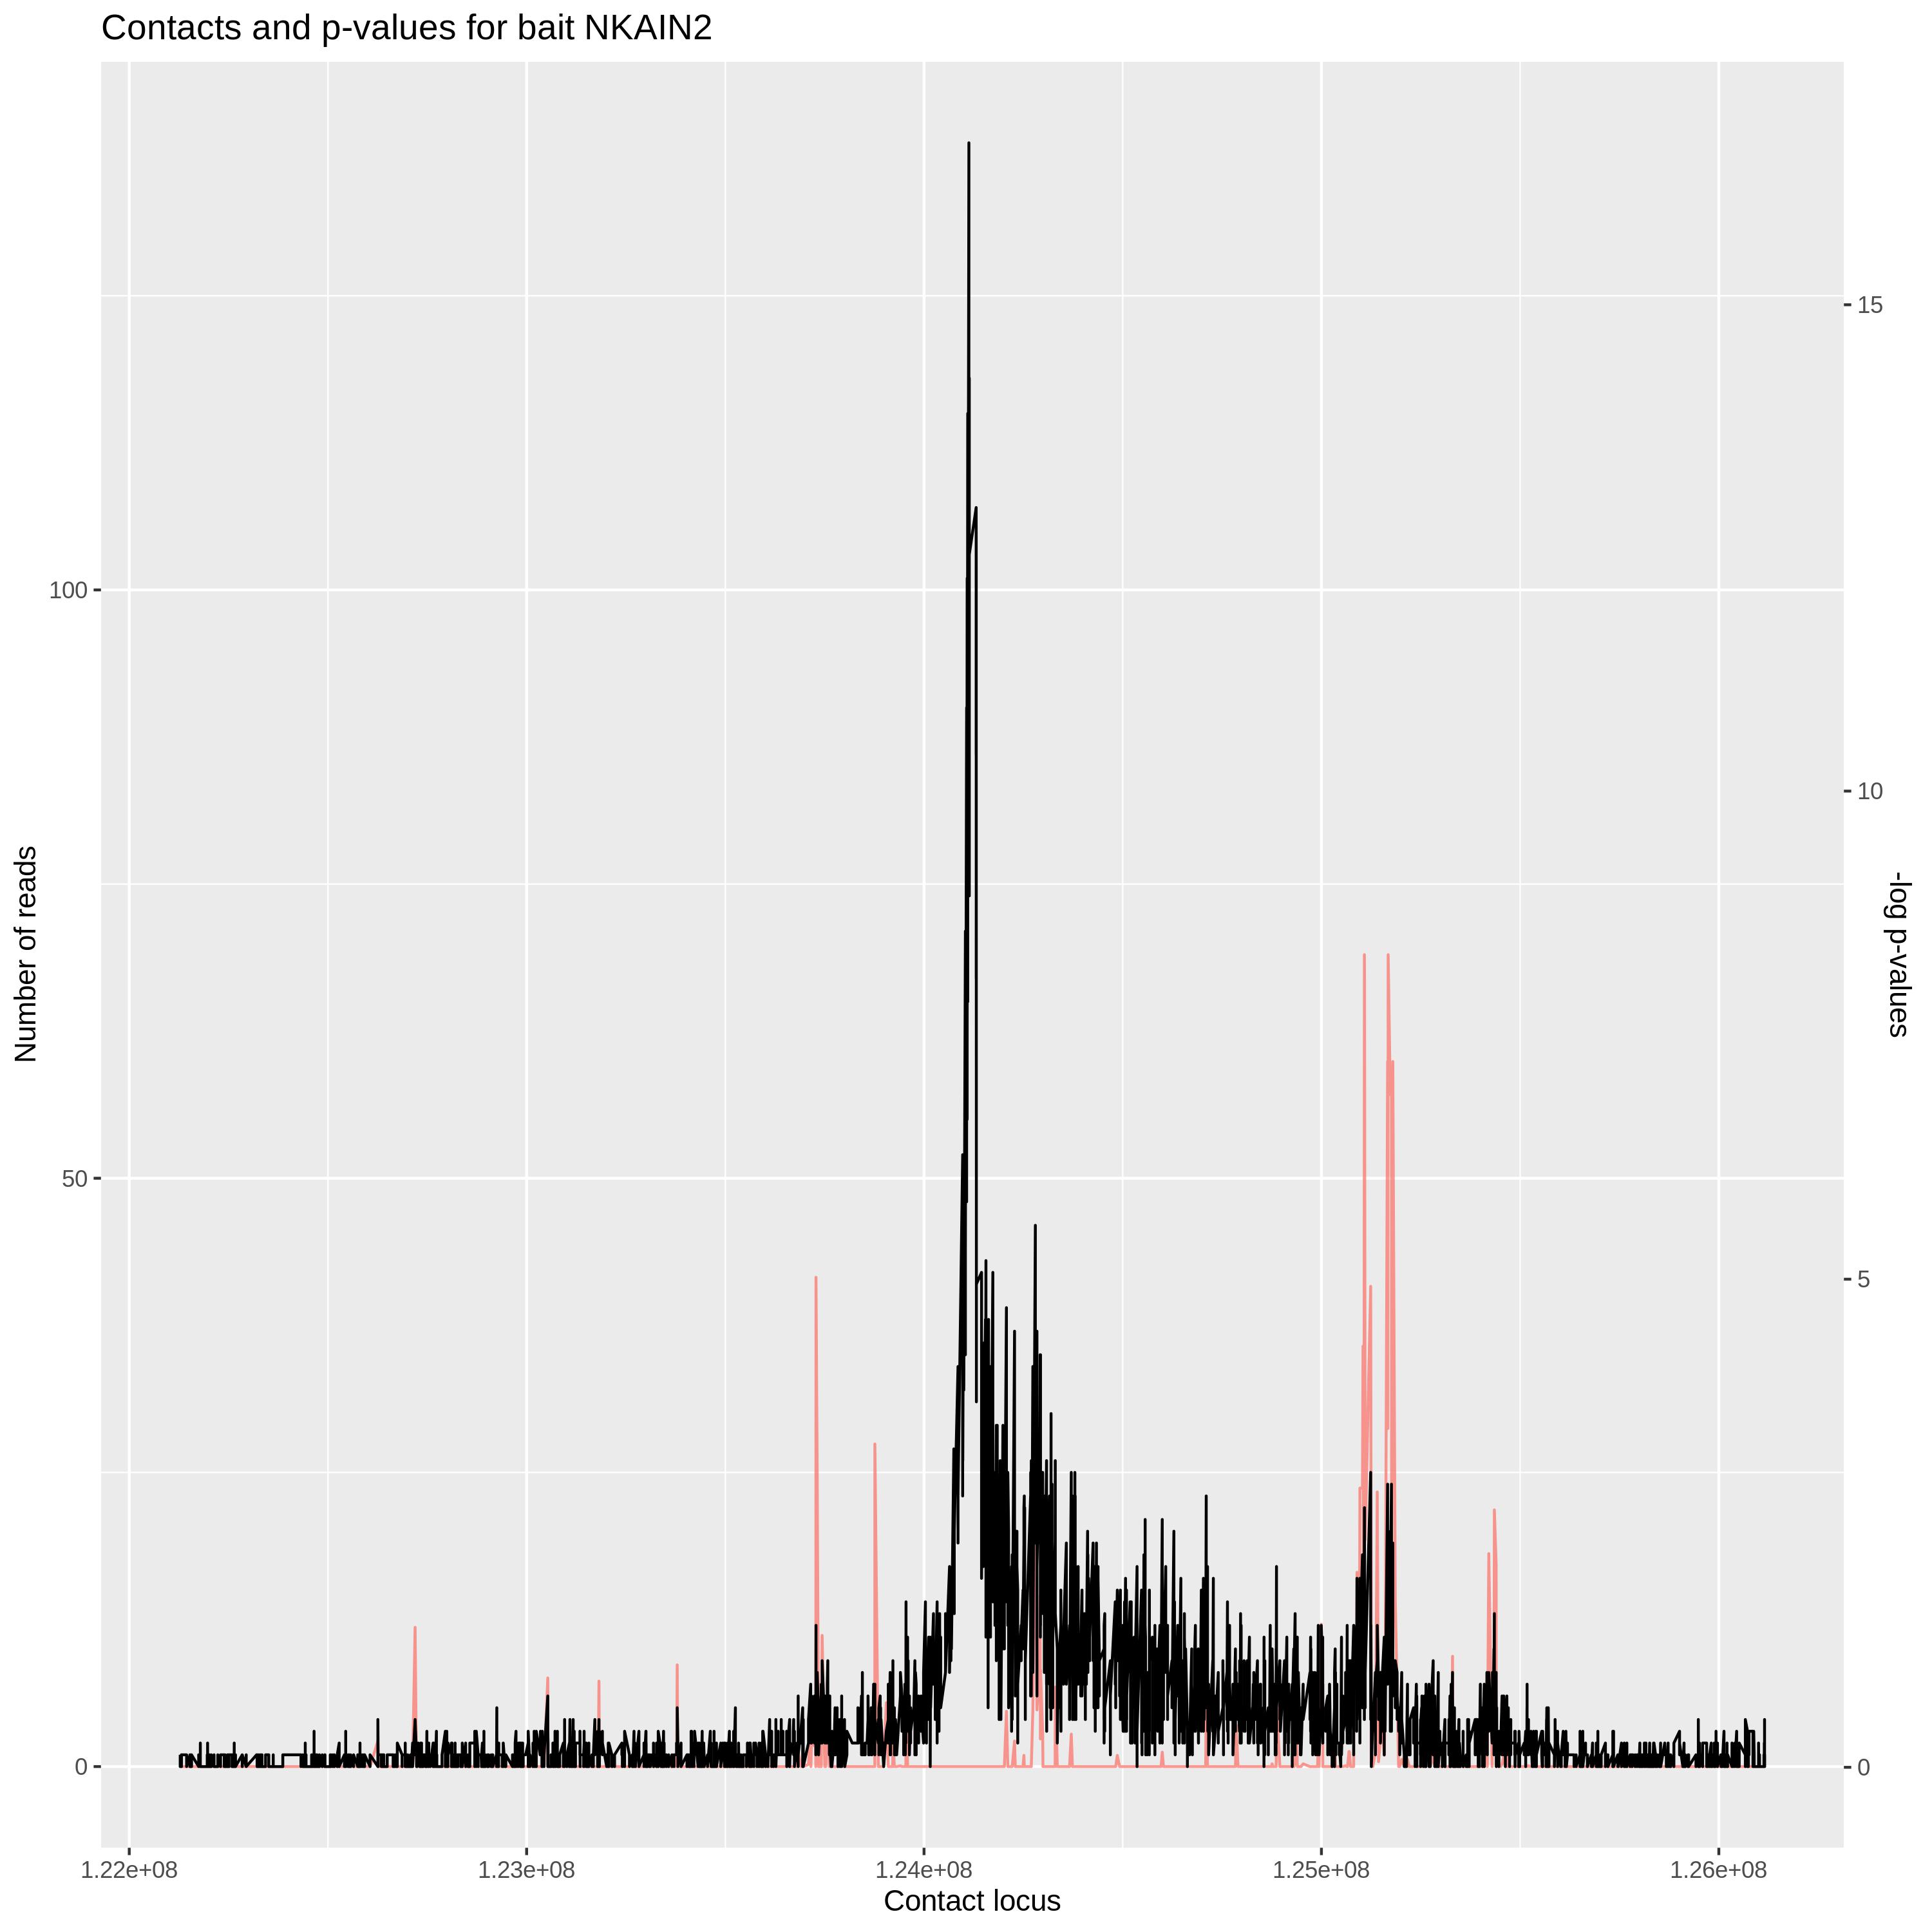 Contacts and p-values for bait NKAIN2
Number of reads
100
50
0
15
10
5
0
-log p-values
1.22e+08
1.23e+08
1.24e+08
1.25e+08
1.26e+08
Contact locus